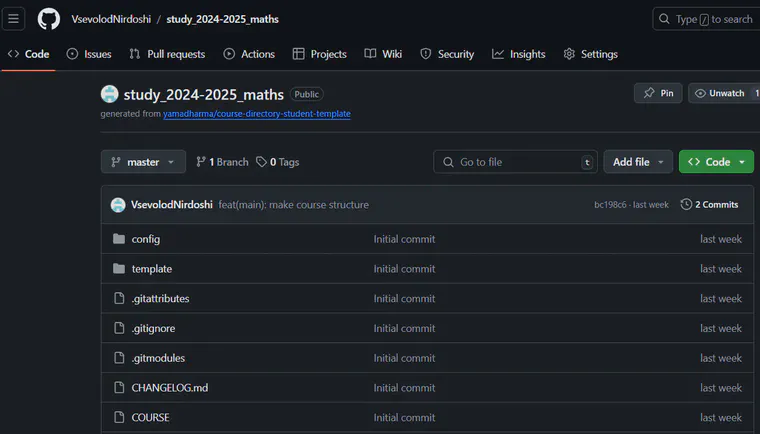 VsevolodNirdoshi / study_2024-2025_maths
Type / to search
Code Issues Pull requests Actions Projects Wiki Security Insights Settings
study_2024-2025_maths Public
Pin Unwatch 1
generated from yamadharma/course-directory-student-template
master 1 Branch 0 Tags Go to file t Add file Code
VsevolodNirdoshi feat(main): make course structure bc198c6 · last week 2 Commits
config Initial commit last week
template Initial commit last week
.gitattributes Initial commit last week
.gitignore Initial commit last week
.gitmodules Initial commit last week
CHANGELOG.md Initial commit last week
COURSE Initial commit last week